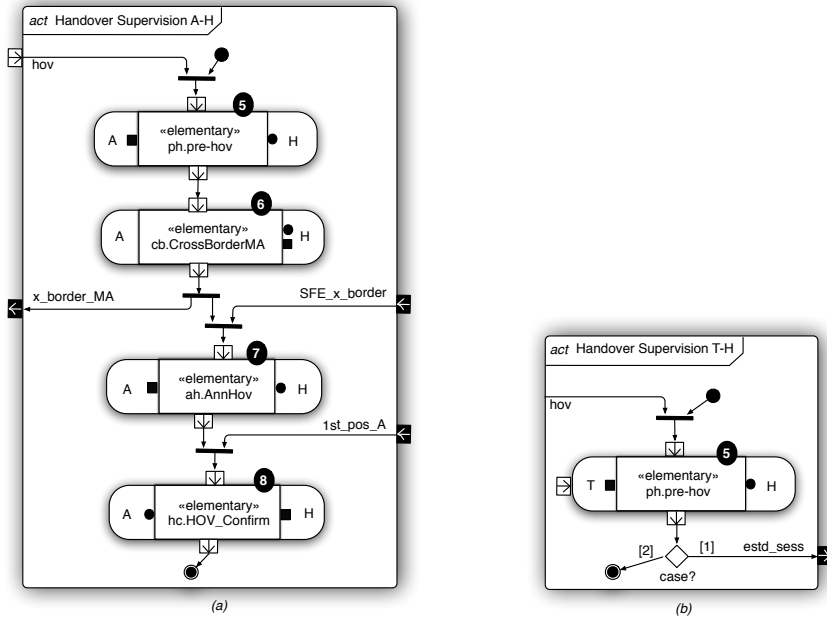 act Handover Supervision A-H
hov
5
A
«elementary»
ph.pre-hov
H
6
A
«elementary»
cb.CrossBorderMA
H
x_border_MA
SFE_x_border
7
A
«elementary»
ah.AnnHov
H
1st_pos_A
8
A
«elementary»
hc.HOV_Confirm
H
(a)
act Handover Supervision T-H
hov
5
T
«elementary»
ph.pre-hov
H
[2]
[1]
estd_sess
case?
(b)